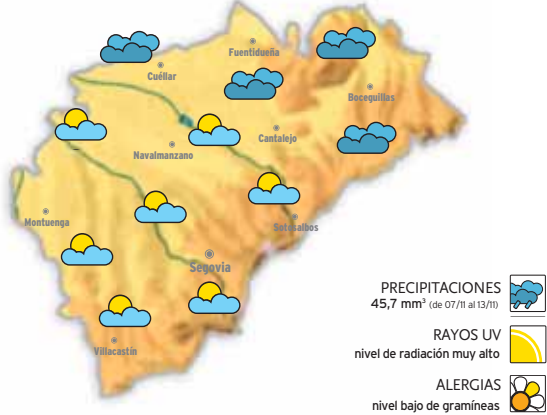 Fuentidueña
Cuéllar
Boceguillas
Cantalejo
Navalmanzano
Montuenga
Sotosalbos
Segovia
Villacastín
PRECIPITACIONES
45,7 mm³ (de 07/11 al 13/11)
RAYOS UV
nivel de radiación muy alto
ALERGIAS
nivel bajo de gramíneas